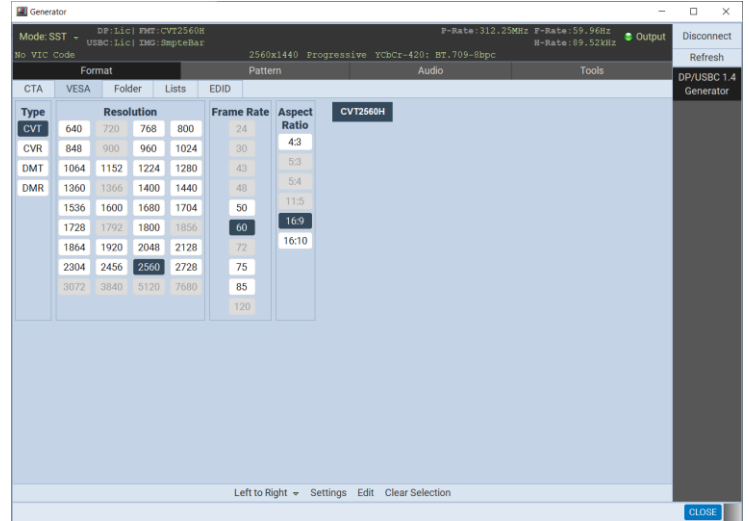 Generator
Mode: SST DP:Lic| FMT:CVT2560H P-Rate:312.25MHz F-Rate:59.96Hz Output Disconnect
USBC:Lic| IMG:SmpteBar H-Rate:89.52kHz
No VIC Code 2560x1440 Progressive YCbCr-420: BT.709-8bpc Refresh
Format Pattern Audio Tools DP/USBC 1.4
Generator
CTA VESA Folder Lists EDID
Type Resolution Frame Rate Aspect Ratio CVT2560H
CVT 640 720 768 800 24 4:3
CVR 848 900 960 1024 30 5:3
DMT 1064 1152 1224 1280 43 5:4
DMR 1360 1366 1400 1440 48 11:5
1536 1600 1680 1704 50 16:9
1728 1792 1800 1856 60 16:10
1864 1920 2048 2128 72
2304 2456 2560 2728 75
3072 3840 5120 7680 85
120
Left to Right Settings Edit Clear Selection
CLOSE